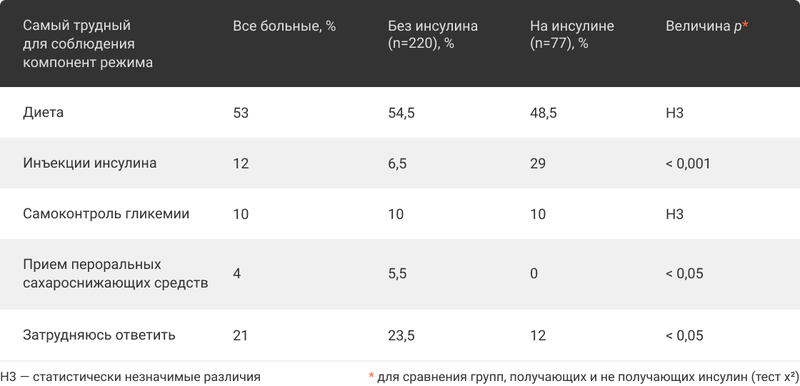 Самый трудный
для соблюдения
компонент режима
Все больные, %
Без инсулина
(n=220), %
На инсулине
(n=77), %
Величина p*
Диета 53 54,5 48,5 НЗ
Инъекции инсулина 12 6,5 29 < 0,001
Самоконтроль гликемии 10 10 10 НЗ
Прием пероральных
сахароснижающих средств 4 5,5 0 < 0,05
Затрудняюсь ответить 21 23,5 12 < 0,05
НЗ — статистически незначимые различия
* для сравнения групп, получающих и не получающих инсулин (тест x²)